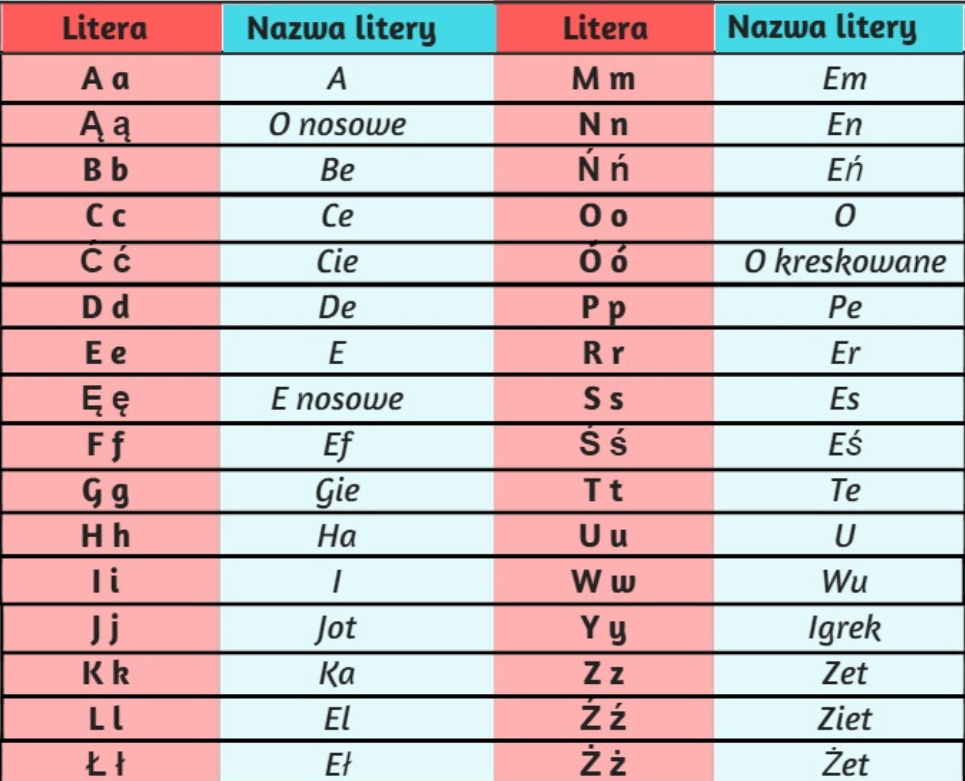 Litera Nazwa litery Litera Nazwa litery
A a A M m Em
Ą ą O nosowe N n En
B b Be Ń ń Eń
C c Ce O o O
Ć ć Cie Ó ó O kreskowane
D d De P p Pe
E e E R r Er
Ę ę E nosowe S s Es
F f Ef Ś ś Eś
G g Gie T t Te
H h Ha U u U
I i I W w Wu
J j Jot Y y Igrek
K k Ka Z z Zet
L l El Ź ź Ziet
Ł ł Eł Ż ż Żet